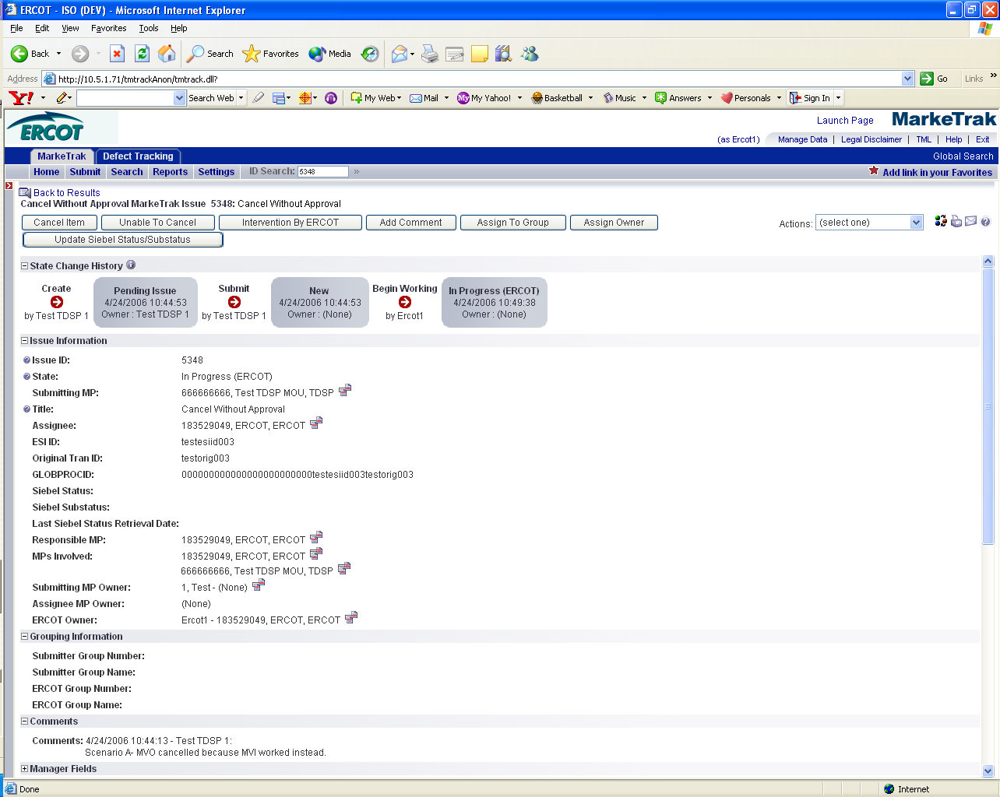 ERCOT - ISO (DEV) - Microsoft Internet Explorer
File Edit View Favorites Tools Help
Back Search Favorites Media
Address http://10.5.1.71/tmtrackAnon/tmtrack.dll? Go Links »
Y! Search Web My Web Mail My Yahoo! Basketball Music Answers Personals Sign In
ERCOT
Launch Page MarkeTrak
(as Ercot1) Manage Data | Legal Disclaimer | TML | Help | Exit
MarkeTrak Defect Tracking Global Search
Home Submit Search Reports Settings ID Search: 5348 » Add link in your Favorites
Back to Results
Cancel Without Approval MarkeTrak Issue 5348: Cancel Without Approval
Cancel Item Unable To Cancel Intervention By ERCOT Add Comment Assign To Group Assign Owner Actions: (select one)
Update Siebel Status/Substatus
State Change History
Create Pending Issue Submit New Begin Working In Progress (ERCOT)
4/24/2006 10:44:53 4/24/2006 10:44:53 4/24/2006 10:49:38
by Test TDSP 1 Owner : Test TDSP 1 by Test TDSP 1 Owner : (None) by Ercot1 Owner : (None)
Issue Information
Issue ID: 5348
State: In Progress (ERCOT)
Submitting MP: 666666666, Test TDSP MOU, TDSP
Title: Cancel Without Approval
Assignee: 183529049, ERCOT, ERCOT
ESI ID: testesiid003
Original Tran ID: testorig003
GLOBPROCID: 000000000000000000000000testesiid003testorig003
Siebel Status:
Siebel Substatus:
Last Siebel Status Retrieval Date:
Responsible MP: 183529049, ERCOT, ERCOT
MPs Involved: 183529049, ERCOT, ERCOT
666666666, Test TDSP MOU, TDSP
Submitting MP Owner: 1, Test - (None)
Assignee MP Owner: (None)
ERCOT Owner: Ercot1 - 183529049, ERCOT, ERCOT
Grouping Information
Submitter Group Number:
Submitter Group Name:
ERCOT Group Number:
ERCOT Group Name:
Comments
Comments: 4/24/2006 10:44:13 - Test TDSP 1:
Scenario A- MVO cancelled because MVI worked instead.
Manager Fields
Done Internet